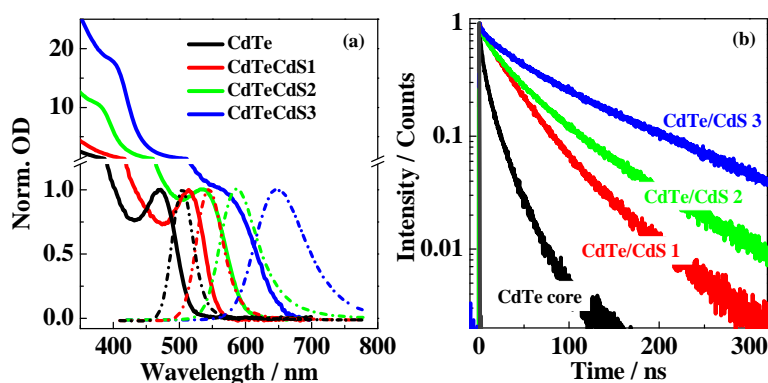 (a)
CdTe
CdTeCdS1
CdTeCdS2
CdTeCdS3
Norm. OD
20
10
1.0
0.5
0.0
400 500 600 700 800
Wavelength / nm
(b)
CdTe/CdS 3
CdTe/CdS 2
CdTe/CdS 1
CdTe core
Intensity / Counts
1
0.1
0.01
0 100 200 300
Time / ns